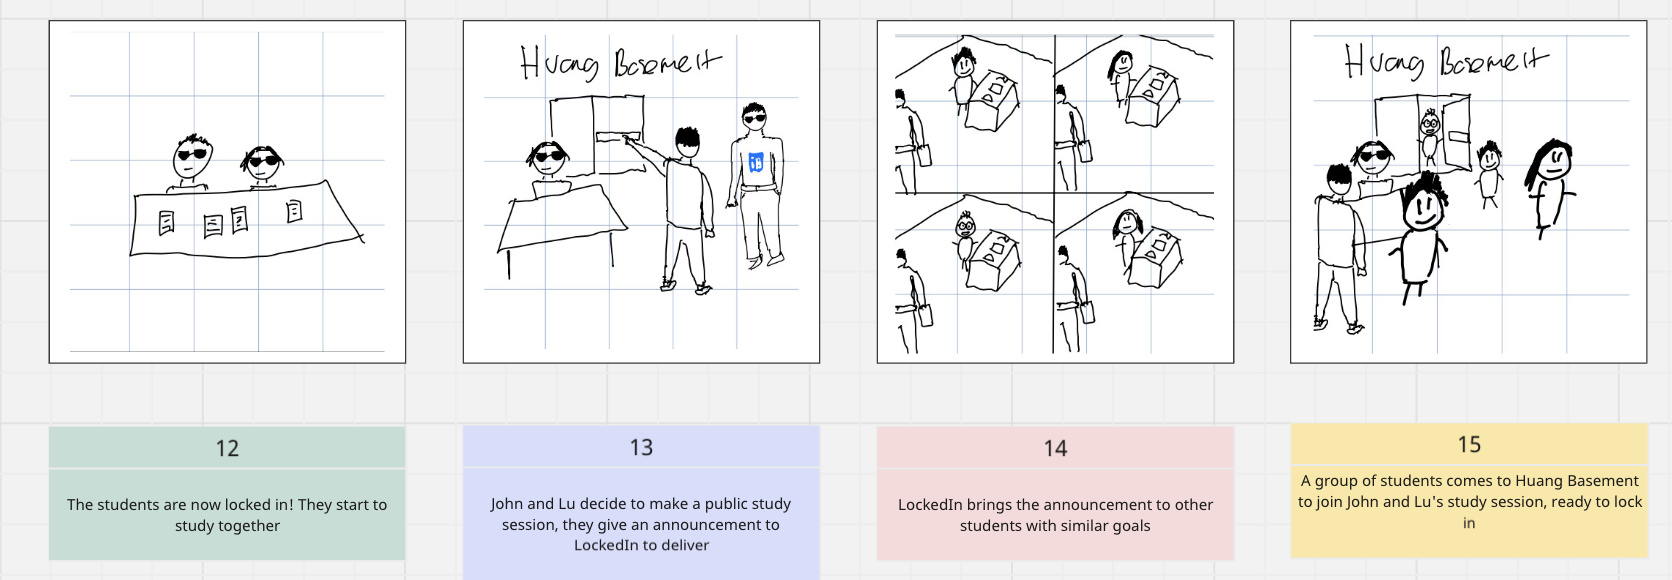 Huang Basement
Huang Basement
12
The students are now locked in! They start to
study together
13
John and Lu decide to make a public study
session, they give an announcement to
LockedIn to deliver
14
LockedIn brings the announcement to other
students with similar goals
15
A group of students comes to Huang Basement
to join John and Lu's study session, ready to lock
in